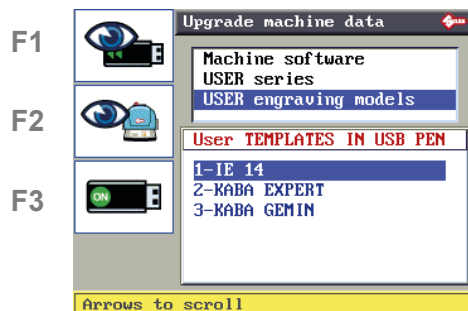 F1
F2
F3
ON
Upgrade machine data
Machine software
USER series
USER engraving models
User TEMPLATES IN USB PEN
1-IE 14
2-KABA EXPERT
3-KABA GEMIN
Arrows to scroll